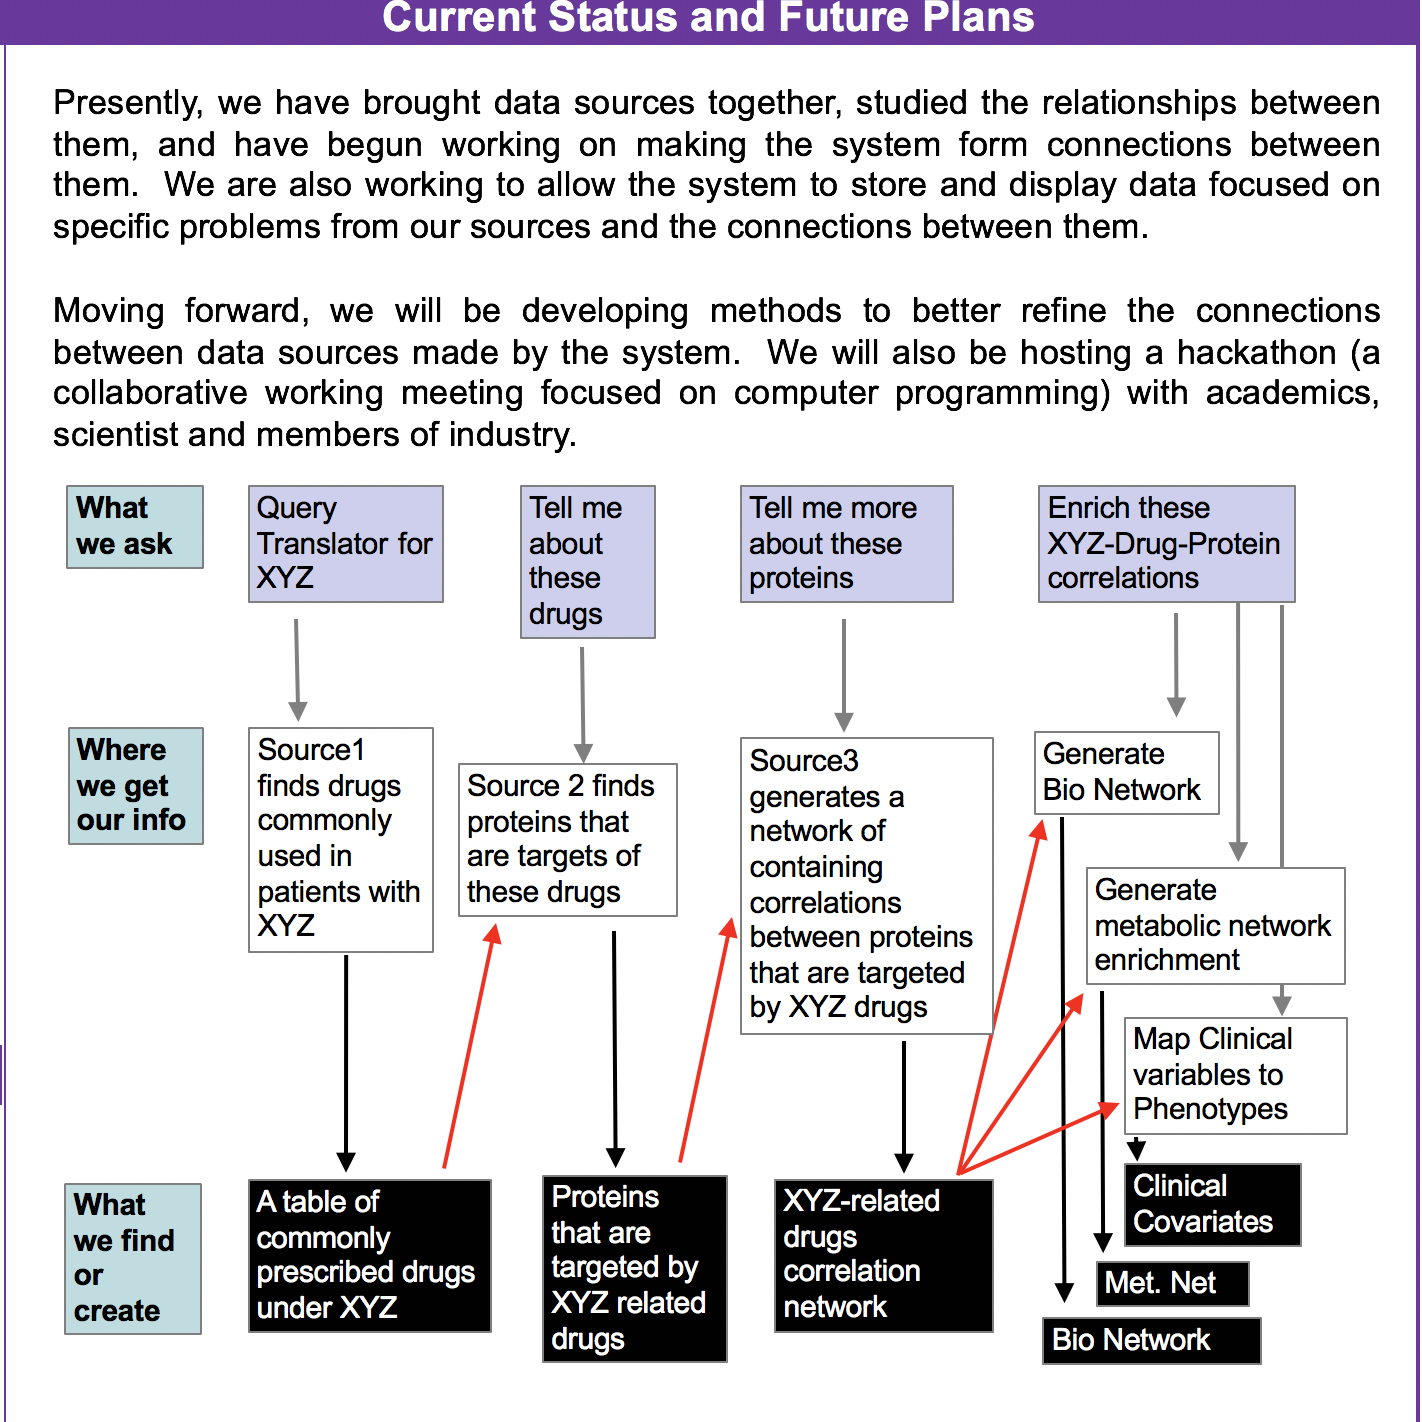 Current Status and Future Plans
Presently, we have brought data sources together, studied the relationships between
them, and have begun working on making the system form connections between
them. We are also working to allow the system to store and display data focused on
specific problems from our sources and the connections between them.
Moving forward, we will be developing methods to better refine the connections
between data sources made by the system. We will also be hosting a hackathon (a
collaborative working meeting focused on computer programming) with academics,
scientist and members of industry.
What
we ask
Query
Translator for
XYZ
Tell me
about
these
drugs
Tell me more
about these
proteins
Enrich these
XYZ-Drug-Protein
correlations
Where
we get
our info
Source1
finds drugs
commonly
used in
patients with
XYZ
Source 2 finds
proteins that
are targets of
these drugs
Source3
generates a
network of
containing
correlations
between proteins
that are targeted
by XYZ drugs
Generate
Bio Network
Generate
metabolic network
enrichment
Map Clinical
variables to
Phenotypes
What
we find
or
create
A table of
commonly
prescribed drugs
under XYZ
Proteins
that are
targeted by
XYZ related
drugs
XYZ-related
drugs
correlation
network
Clinical
Covariates
Met. Net
Bio Network